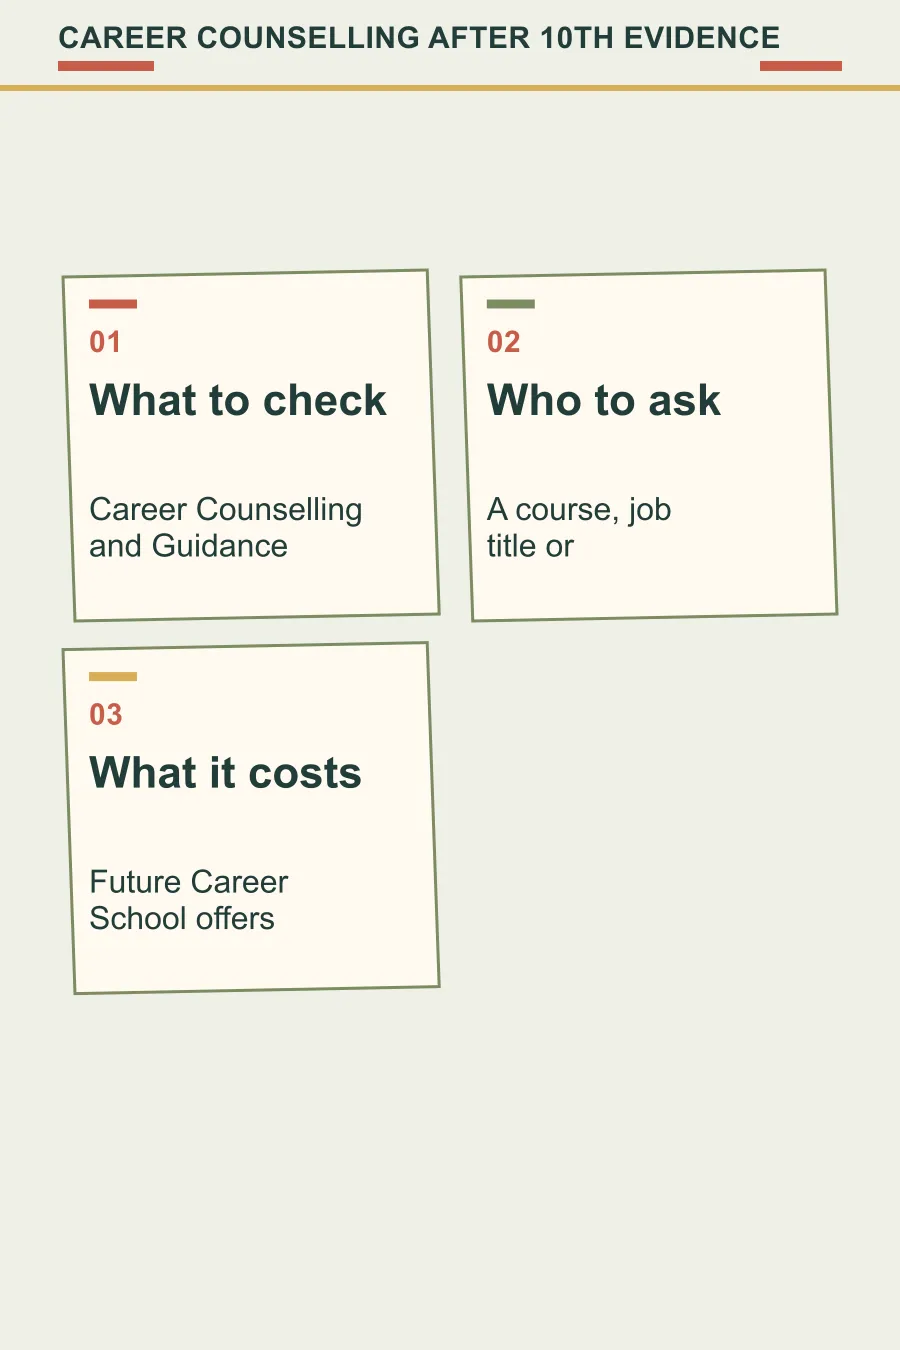 CAREER COUNSELLING AFTER 10TH EVIDENCE
01
What to check
Career Counselling
and Guidance
02
Who to ask
A course, job
title or
03
What it costs
Future Career
School offers